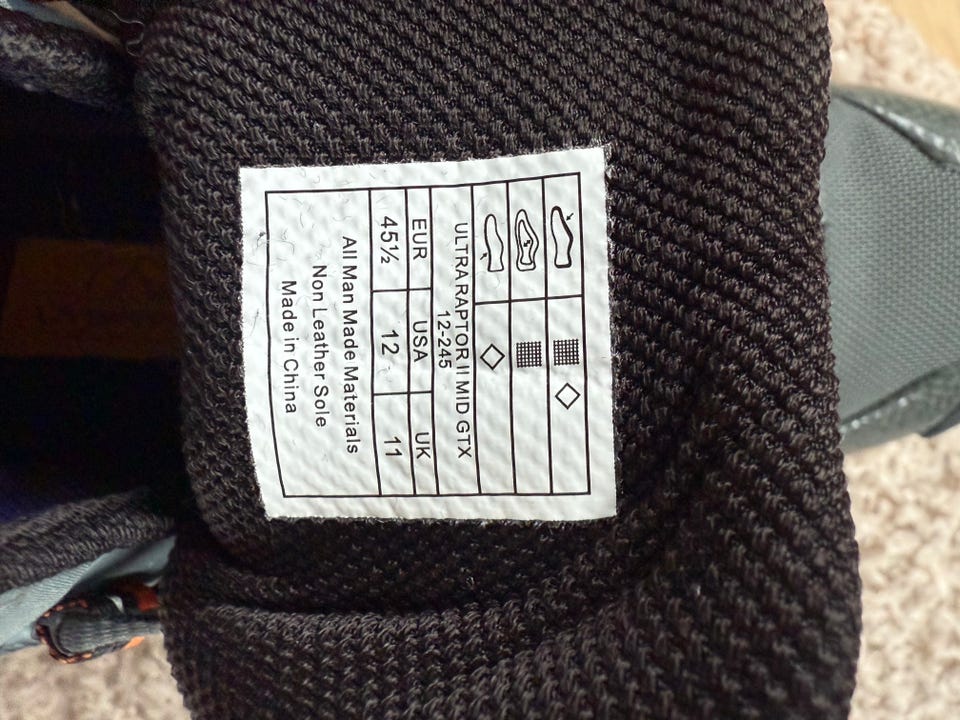 ULTRA RAPTOR II MID GTX
12-245
EUR USA UK
45½ 12 11
All Man Made Materials
Non Leather Sole
Made in China